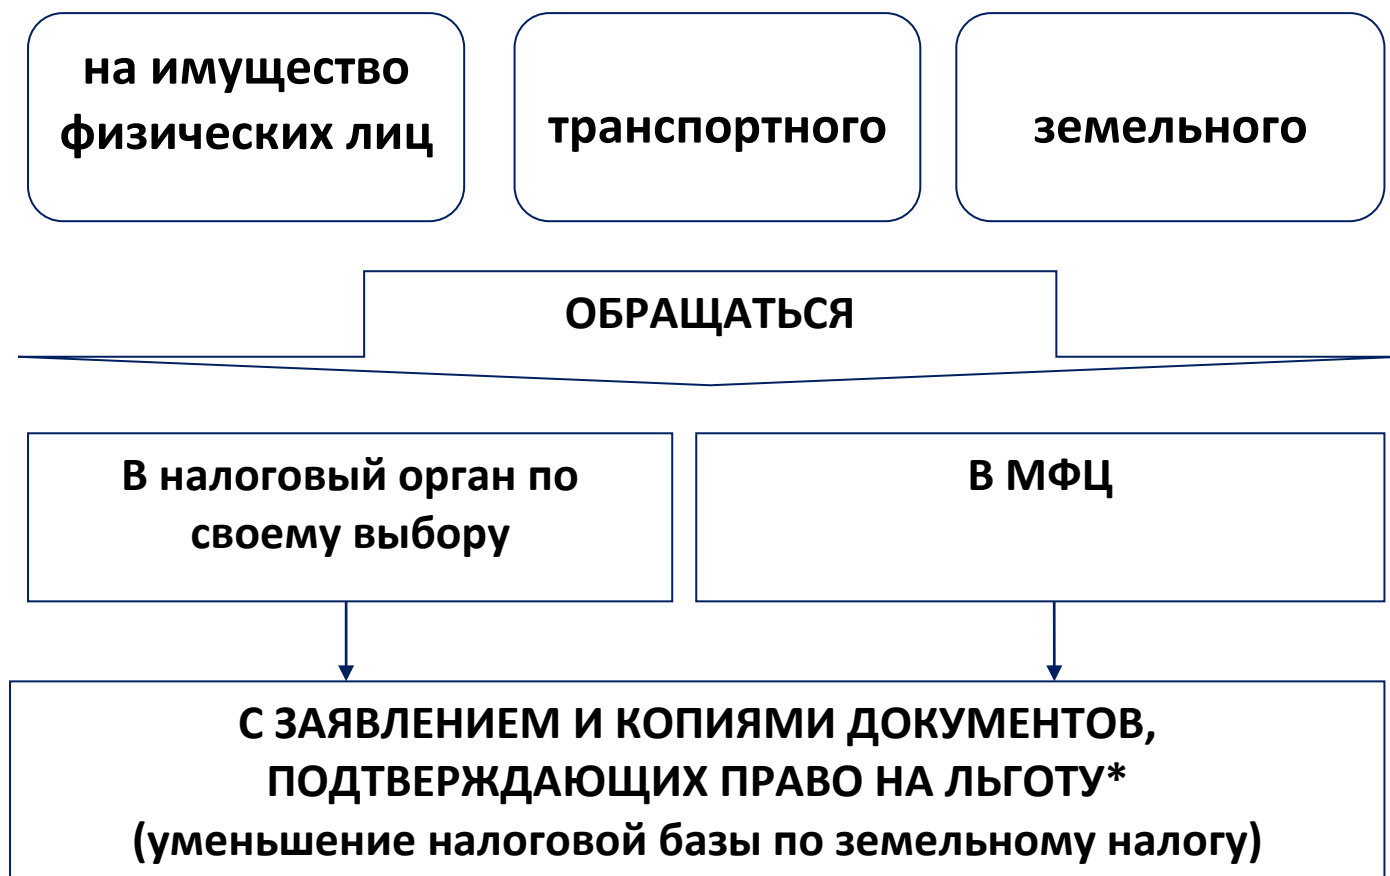 на имущество
физических лиц
транспортного
земельного
ОБРАЩАТЬСЯ
В налоговый орган по
своему выбору
В МФЦ
С ЗАЯВЛЕНИЕМ И КОПИЯМИ ДОКУМЕНТОВ,
ПОДТВЕРЖДАЮЩИХ ПРАВО НА ЛЬГОТУ*
(уменьшение налоговой базы по земельному налогу)